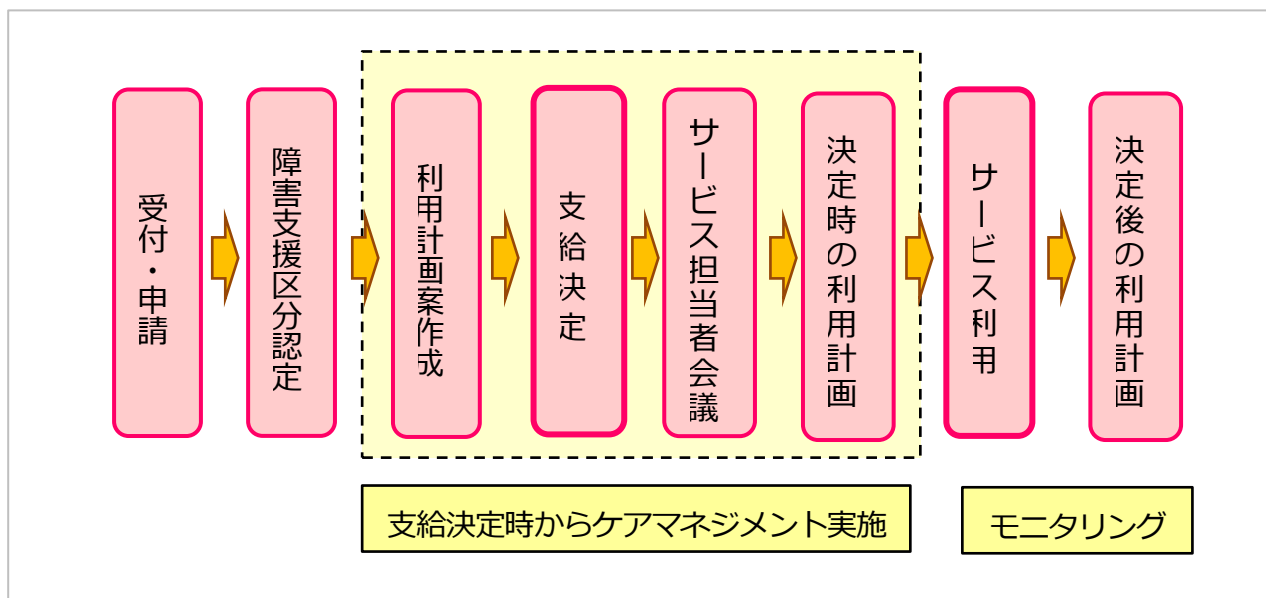 受付・申請
障害支援区分認定
利用計画案作成
支給決定
サービス担当者会議
決定時の利用計画
サービス利用
決定後の利用計画
支給決定時からケアマネジメント実施
モニタリング